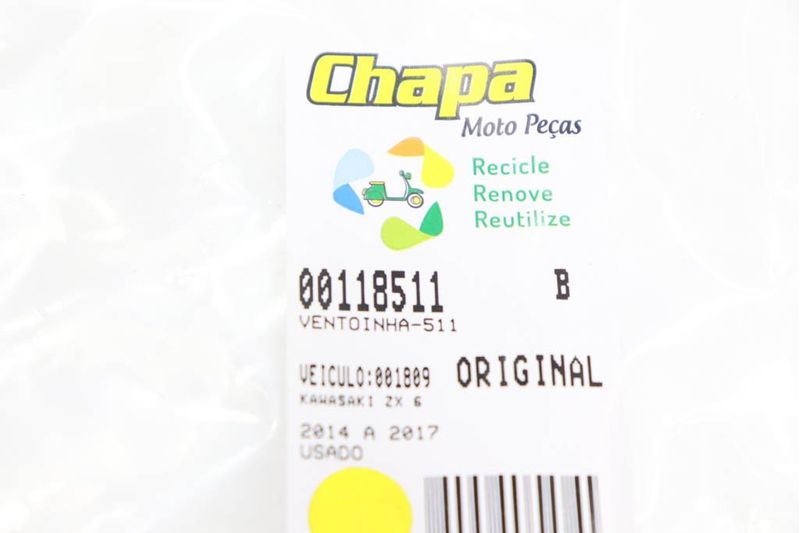 Chapa
Moto Peças
Recicle
Renove
Reutilize
00118511 B
VENTOINHA-511
VEICULO:001809 ORIGINAL
KAWASAKI ZX 6
2014 A 2017
USADO